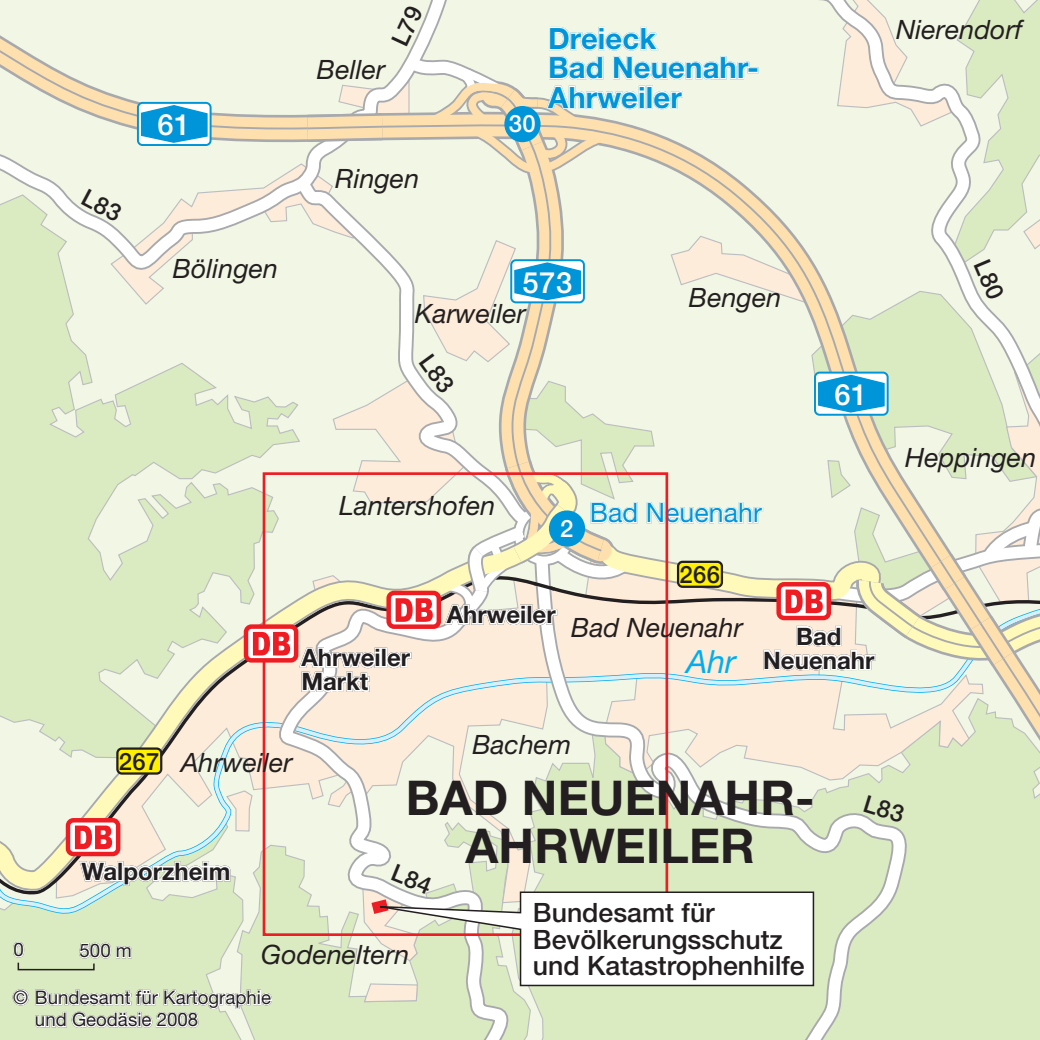 L79
Nierendorf
Dreieck
Bad Neuenahr-
Ahrweiler
Beller
61
30
Ringen
L83
Bölingen
573
L80
Bengen
Karweiler
L83
61
Heppingen
Lantershofen
2
Bad Neuenahr
266
DB
Ahrweiler
DB
Bad
Neuenahr
Bad Neuenahr
DB
Ahrweiler
Markt
Ahr
Bachem
267
Ahrweiler
BAD NEUENAHR-
AHRWEILER
L83
DB
Walporzheim
L84
Bundesamt für
Bevölkerungsschutz
und Katastrophenhilfe
Godeneltern
0 500 m
© Bundesamt für Kartographie
und Geodäsie 2008